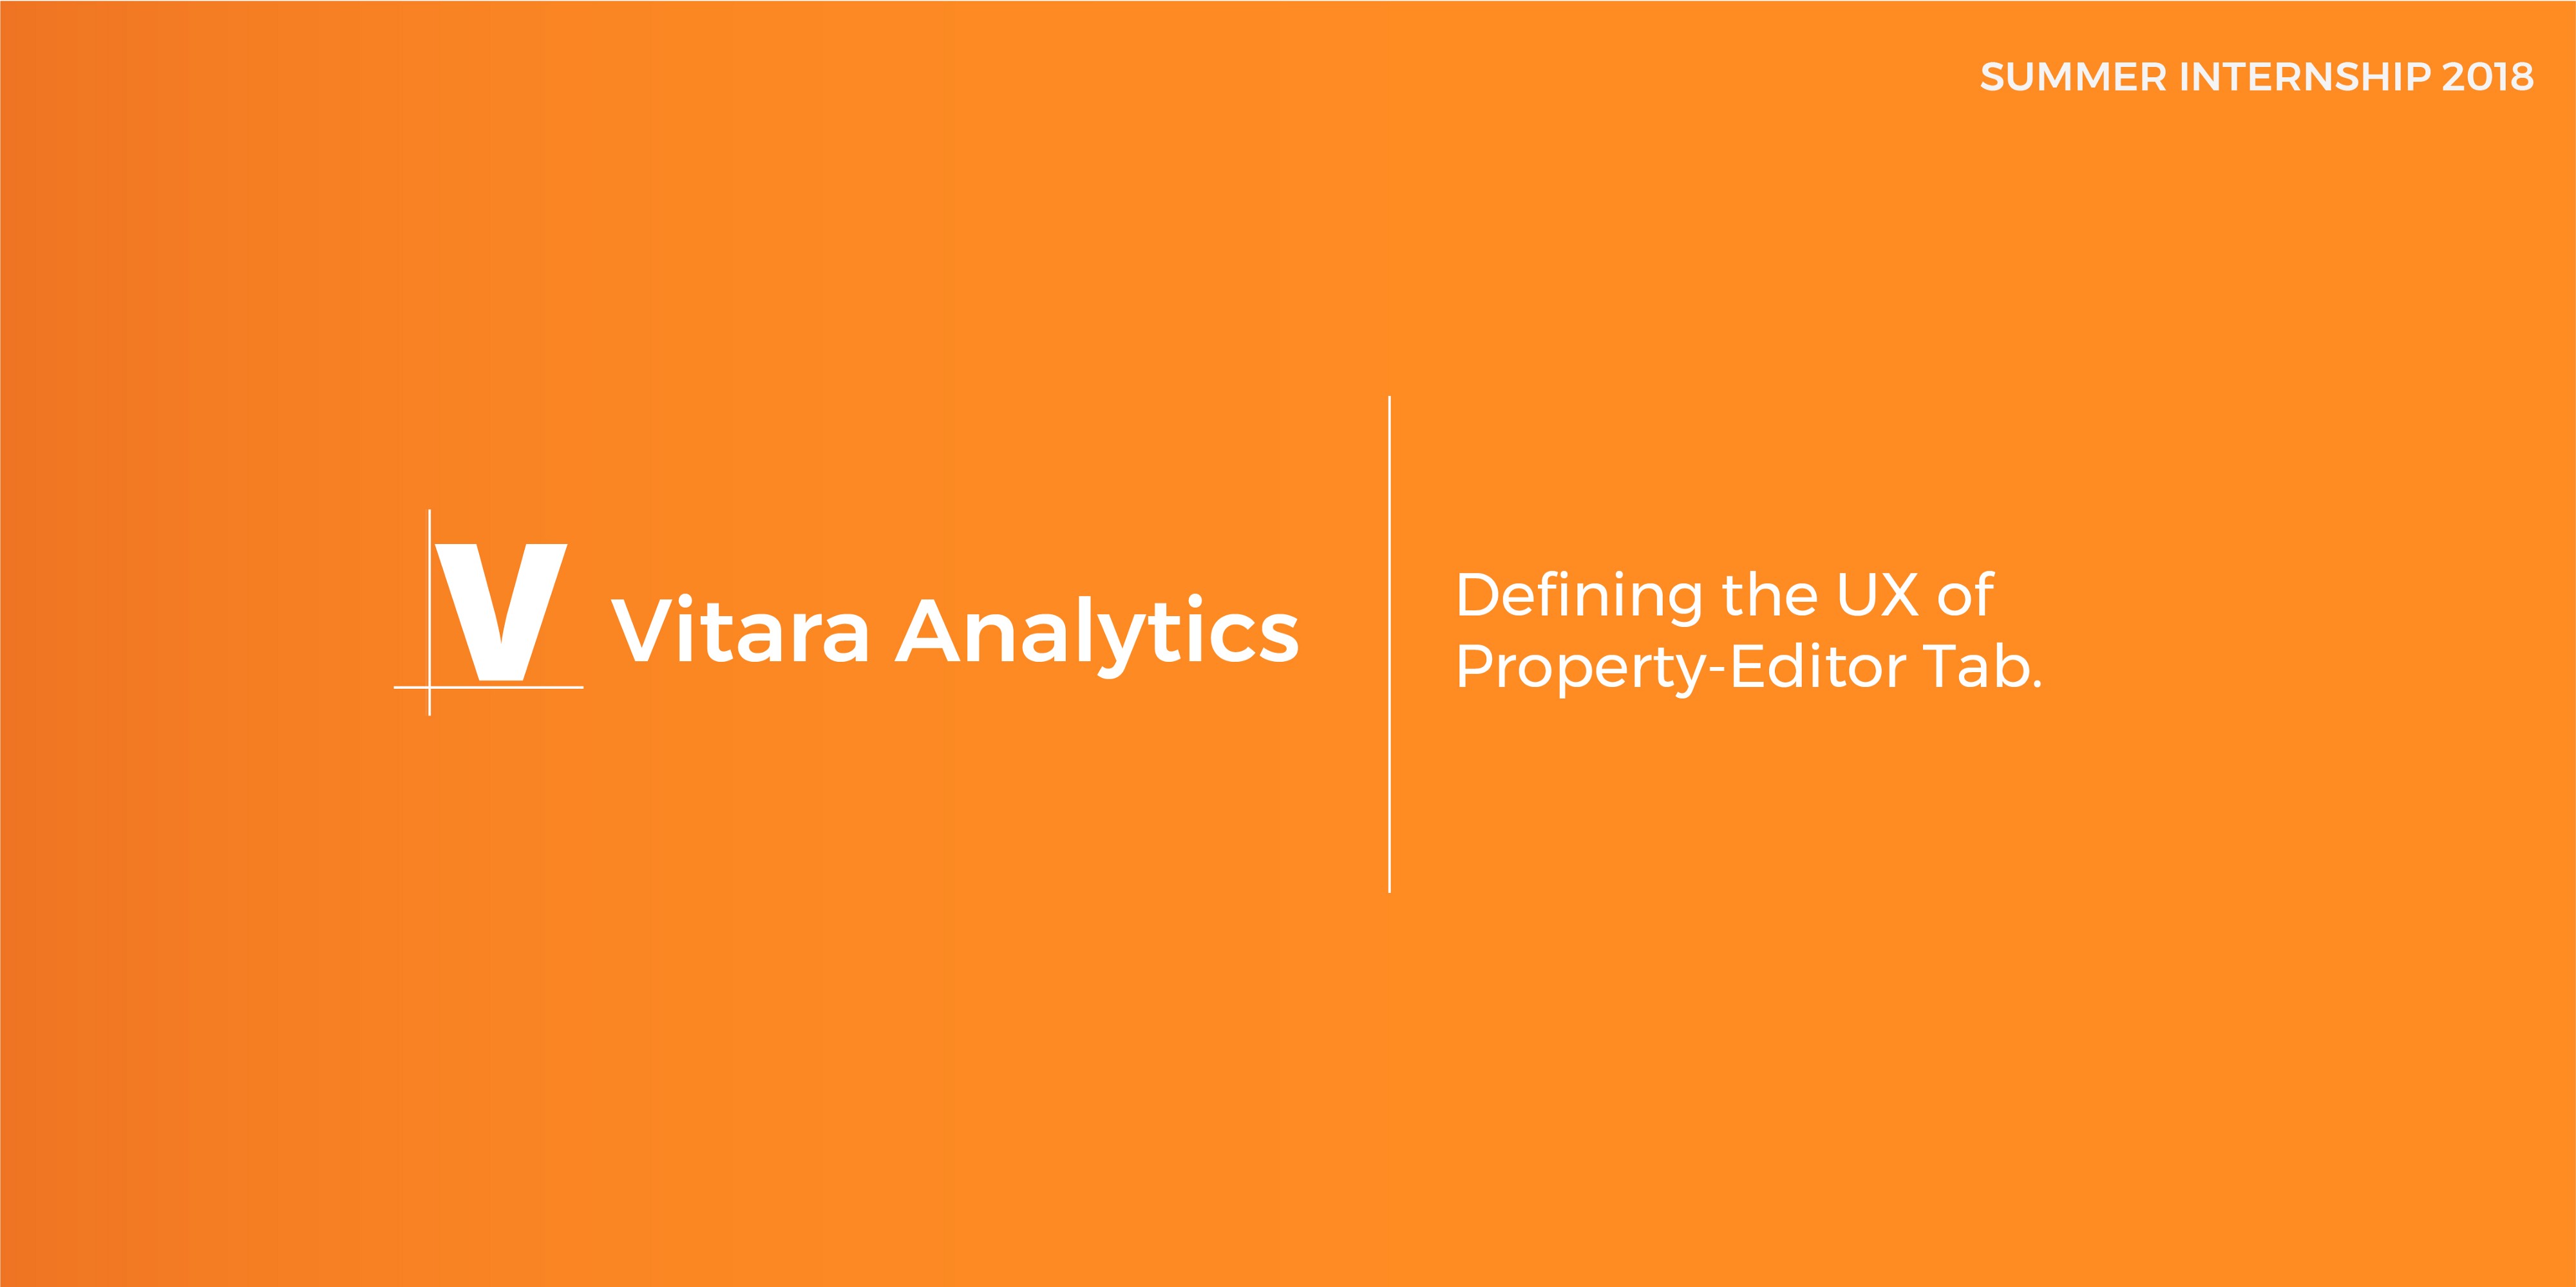 SUMMER INTERNSHIP 2018
V
Vitara Analytics
Defining the UX of
Property-Editor Tab.